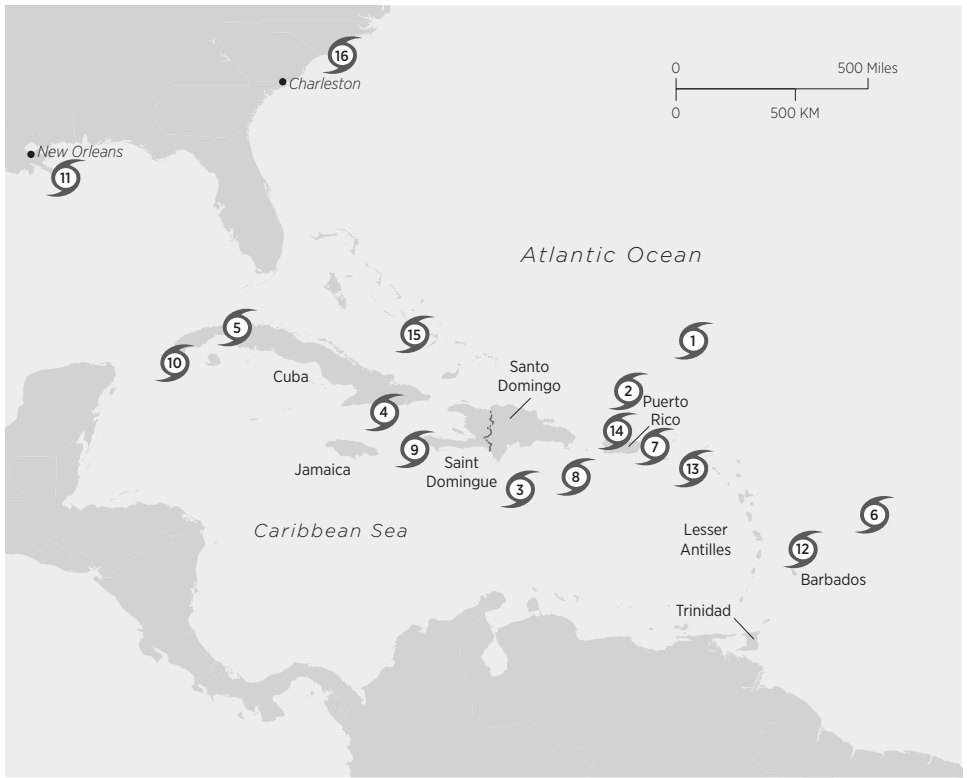 16
0
500 Miles
Charleston
0
500 KM
New Orleans
11
Atlantic Ocean
5
15
1
10
Santo
Domingo
Cuba
2
Puerto
Rico
4
14
7
9
Jamaica
Saint
Domingue
13
8
3
6
Caribbean Sea
Lesser
Antilles
12
Barbados
Trinidad